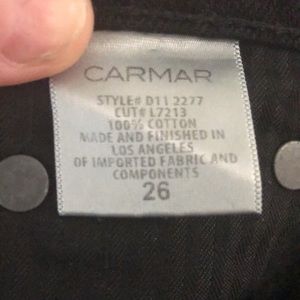 CARMAR
STYLE# D11 2277
CUT# L7213
100% COTTON
MADE AND FINISHED IN
LOS ANGELES
OF IMPORTED FABRIC AND
COMPONENTS
26